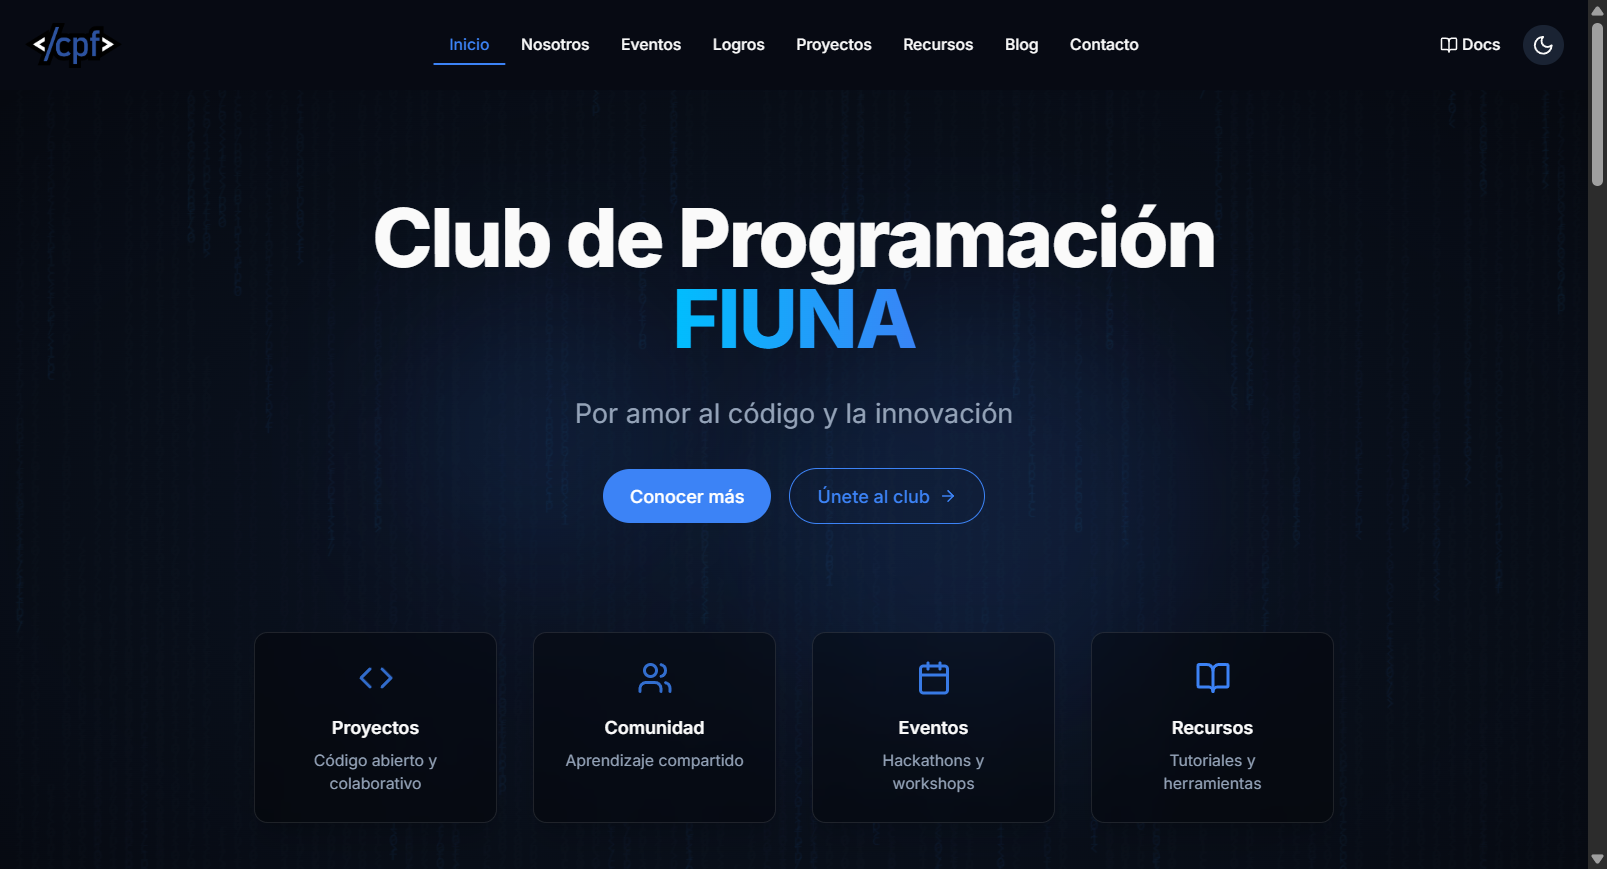 </cpf>
Inicio
Nosotros
Eventos
Logros
Proyectos
Recursos
Blog
Contacto
Docs
Club de Programación
FIUNA
Por amor al código y la innovación
Conocer más
Únete al club
Proyectos
Código abierto y
colaborativo
Comunidad
Aprendizaje compartido
Eventos
Hackathons y
workshops
Recursos
Tutoriales y
herramientas